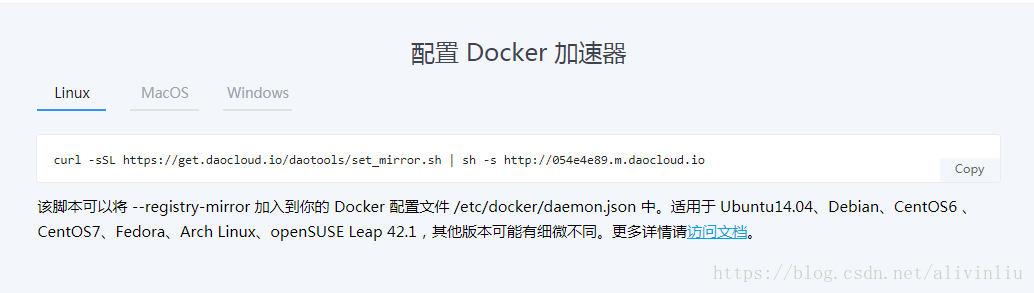 配置 Docker 加速器
Linux MacOS Windows
curl -sSL https://get.daocloud.io/daotools/set_mirror.sh | sh -s http://054e4e89.m.daocloud.io
Copy
该脚本可以将 --registry-mirror 加入到你的 Docker 配置文件 /etc/docker/daemon.json 中。适用于 Ubuntu14.04、Debian、CentOS6 、
CentOS7、Fedora、Arch Linux、openSUSE Leap 42.1，其他版本可能有细微不同。更多详情请访问文档。
https://blog.csdn.net/alivinliu